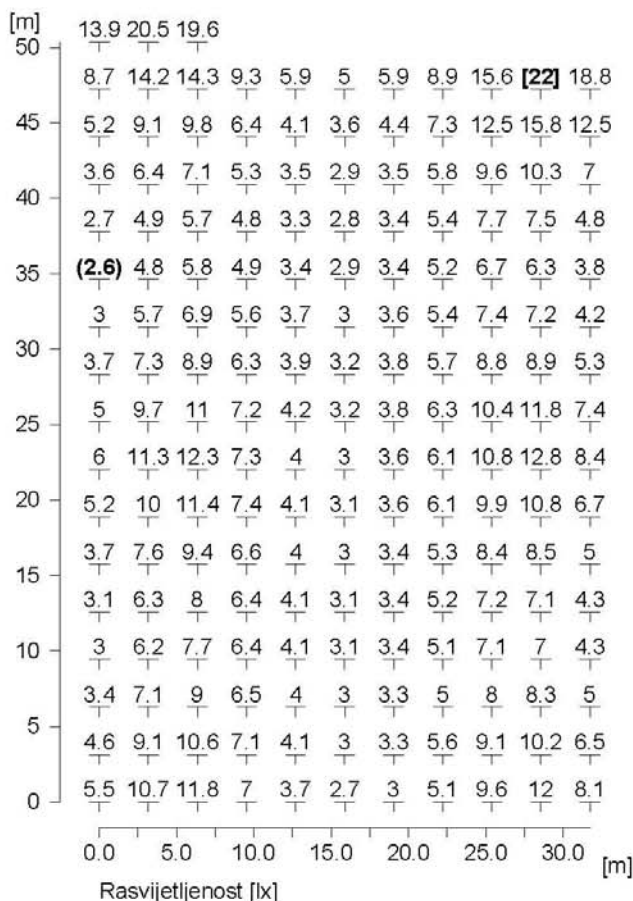 [m]
13.9 20.5 19.6
50
8.7 14.2 14.3 9.3 5.9 5 5.9 8.9 15.6 [22] 18.8
45
5.2 9.1 9.8 6.4 4.1 3.6 4.4 7.3 12.5 15.8 12.5
3.6 6.4 7.1 5.3 3.5 2.9 3.5 5.8 9.6 10.3 7
40
2.7 4.9 5.7 4.8 3.3 2.8 3.4 5.4 7.7 7.5 4.8
35 (2.6) 4.8 5.8 4.9 3.4 2.9 3.4 5.2 6.7 6.3 3.8
3 5.7 6.9 5.6 3.7 3 3.6 5.4 7.4 7.2 4.2
30
3.7 7.3 8.9 6.3 3.9 3.2 3.8 5.7 8.8 8.9 5.3
25 5 9.7 11 7.2 4.2 3.2 3.8 6.3 10.4 11.8 7.4
6 11.3 12.3 7.3 4 3 3.6 6.1 10.8 12.8 8.4
20 5.2 10 11.4 7.4 4.1 3.1 3.6 6.1 9.9 10.8 6.7
3.7 7.6 9.4 6.6 4 3 3.4 5.3 8.4 8.5 5
15
3.1 6.3 8 6.4 4.1 3.1 3.4 5.2 7.2 7.1 4.3
10 3 6.2 7.7 6.4 4.1 3.1 3.4 5.1 7.1 7 4.3
3.4 7.1 9 6.5 4 3 3.3 5 8 8.3 5
5
4.6 9.1 10.6 7.1 4.1 3 3.3 5.6 9.1 10.2 6.5
0 5.5 10.7 11.8 7 3.7 2.7 3 5.1 9.6 12 8.1
0.0 5.0 10.0 15.0 20.0 25.0 30.0
[m]
Rasvijetljenost [lx]